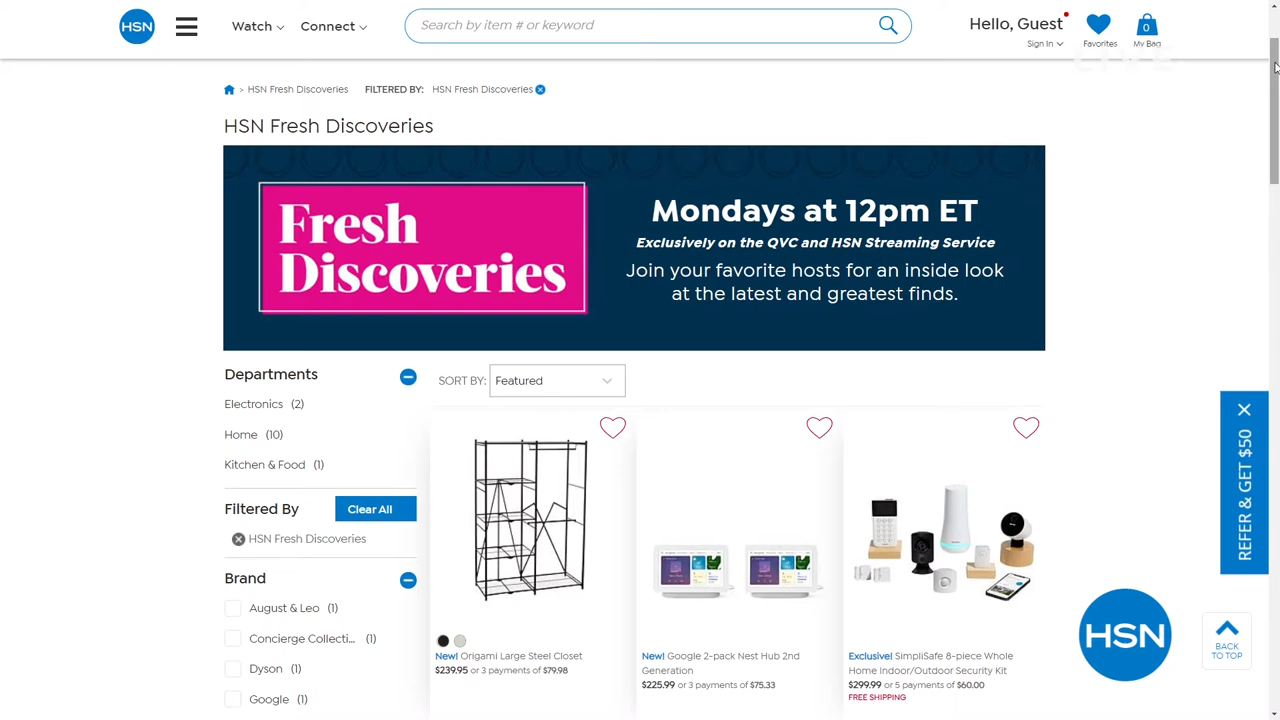 HSN
Watch
Connect
Search by item # or keyword
Hello, Guest
Sign In
Favorites
0
My Bag
> HSN Fresh Discoveries
FILTERED BY:
HSN Fresh Discoveries
HSN Fresh Discoveries
Fresh
Discoveries
Mondays at 12pm ET
Exclusively on the QVC and HSN Streaming Service
Join your favorite hosts for an inside look
at the latest and greatest finds.
Departments
Electronics (2)
Home (10)
Kitchen & Food (1)
Filtered By
Clear All
HSN Fresh Discoveries
Brand
August & Leo (1)
Concierge Collecti... (1)
Dyson (1)
Google (1)
SORT BY:
Featured
New! Origami Large Steel Closet
$239.95 or 3 payments of $79.98
New! Google 2-pack Nest Hub 2nd
Generation
$225.99 or 3 payments of $75.33
Exclusive! SimpliSafe 8-piece Whole
Home Indoor/Outdoor Security Kit
$299.99 or 5 payments of $60.00
FREE SHIPPING
REFER & GET $50
HSN
BACK
TO TOP